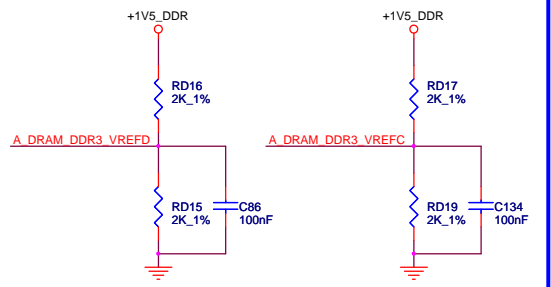 +1V5_DDR
RD16
2K_1%
A_DRAM_DDR3_VREFD
RD15
2K_1%
C86
100nF
+1V5_DDR
RD17
2K_1%
A_DRAM_DDR3_VREFC
RD19
2K_1%
C134
100nF